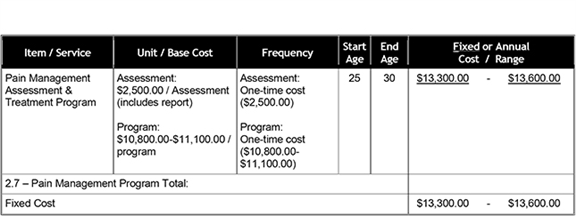 Item / Service Unit / Base Cost Frequency Start Age End Age Fixed or Annual Cost / Range
Pain Management Assessment: Assessment: 25 30 $13,300.00 - $13,600.00
Assessment & $2,500.00 / Assessment One-time cost
Treatment Program (includes report) ($2,500.00)
Program: Program:
$10,800.00-$11,100.00 / One-time cost
program ($10,800.00-
$11,100.00)
2.7 – Pain Management Program Total:
Fixed Cost $13,300.00 - $13,600.00